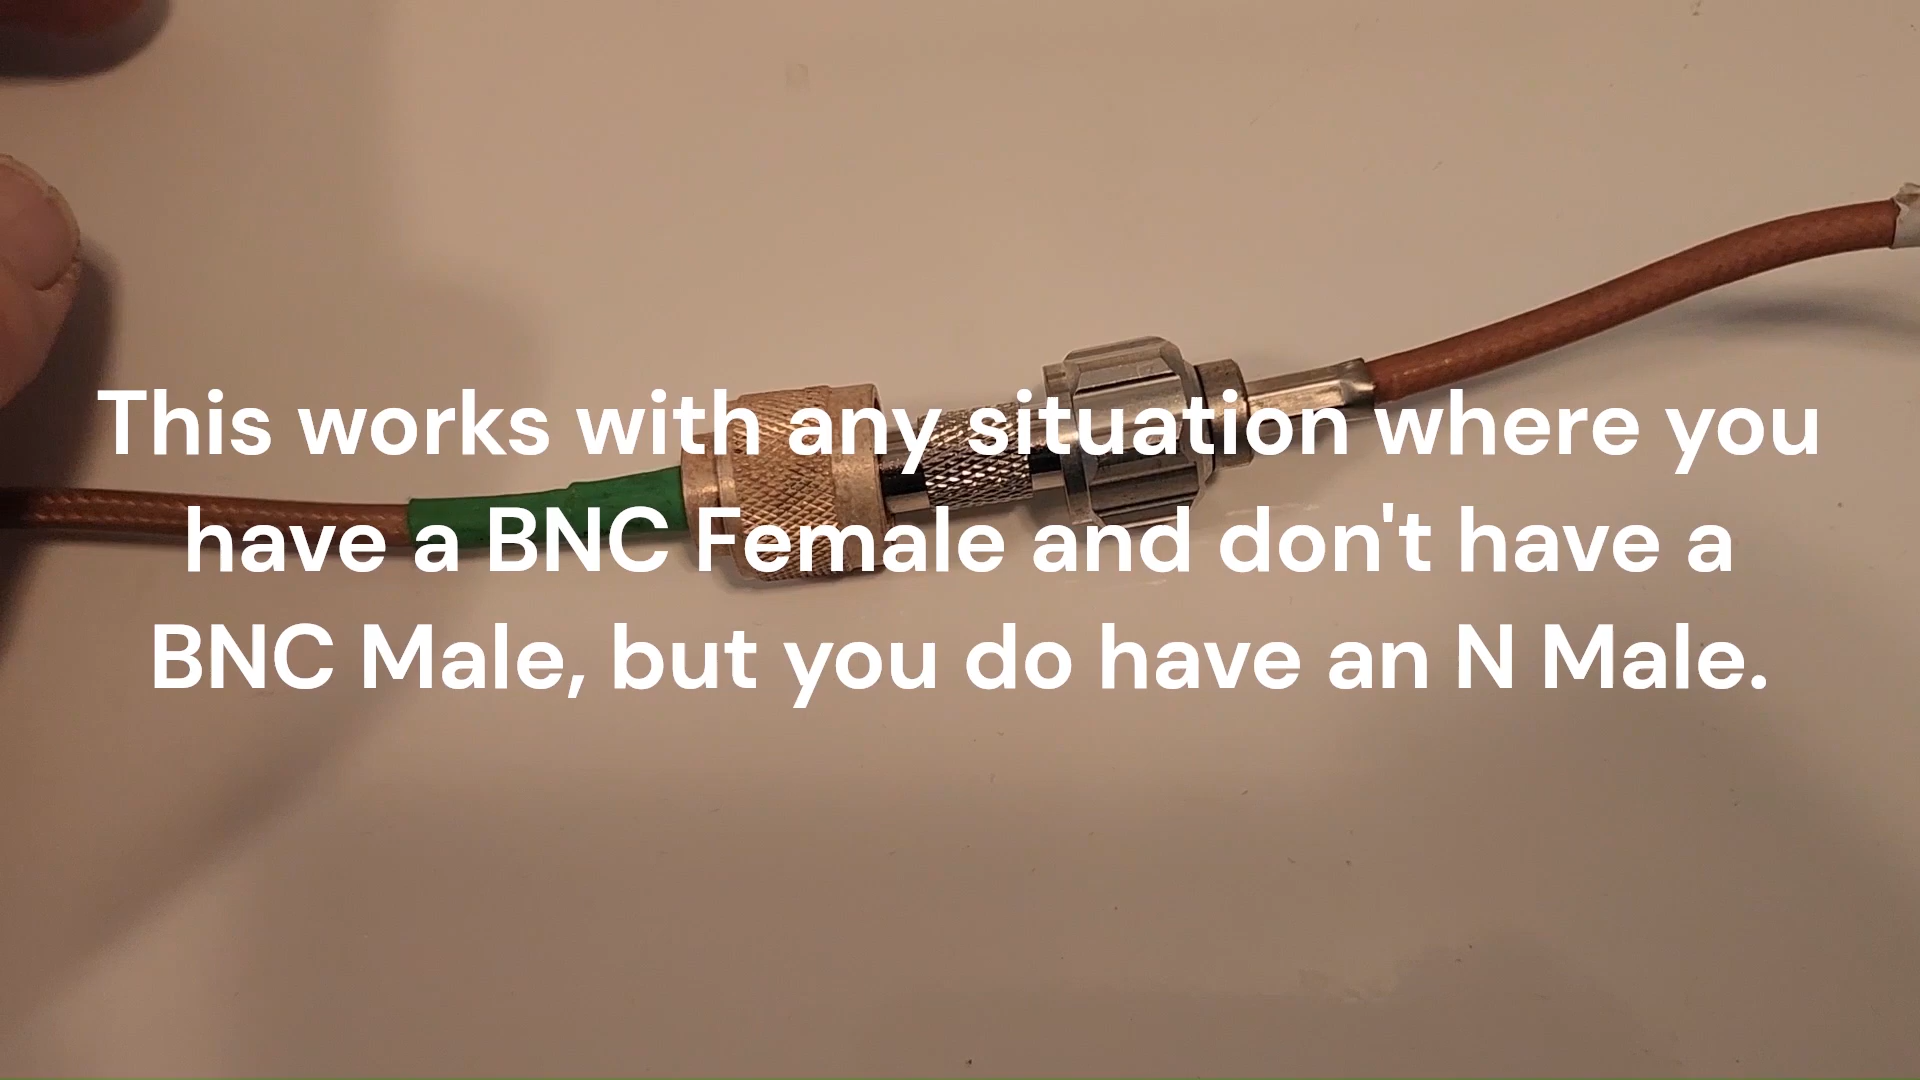 This works with any situation where you
have a BNC Female and don't have a
BNC Male, but you do have an N Male.